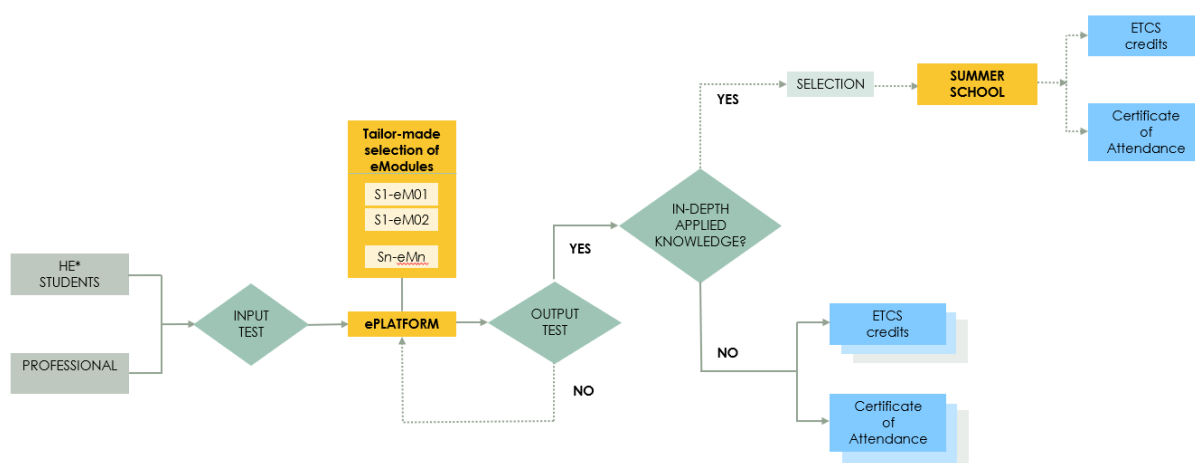 HE*
STUDENTS
PROFESSIONAL
INPUT
TEST
Tailor-made
selection of
eModules
S1-eM01
S1-eM02
Sn-eMn
ePLATFORM
OUTPUT
TEST
YES
NO
IN-DEPTH
APPLIED
KNOWLEDGE?
YES
NO
SELECTION
SUMMER
SCHOOL
ETCS
credits
Certificate
of
Attendance
ETCS
credits
Certificate
of
Attendance